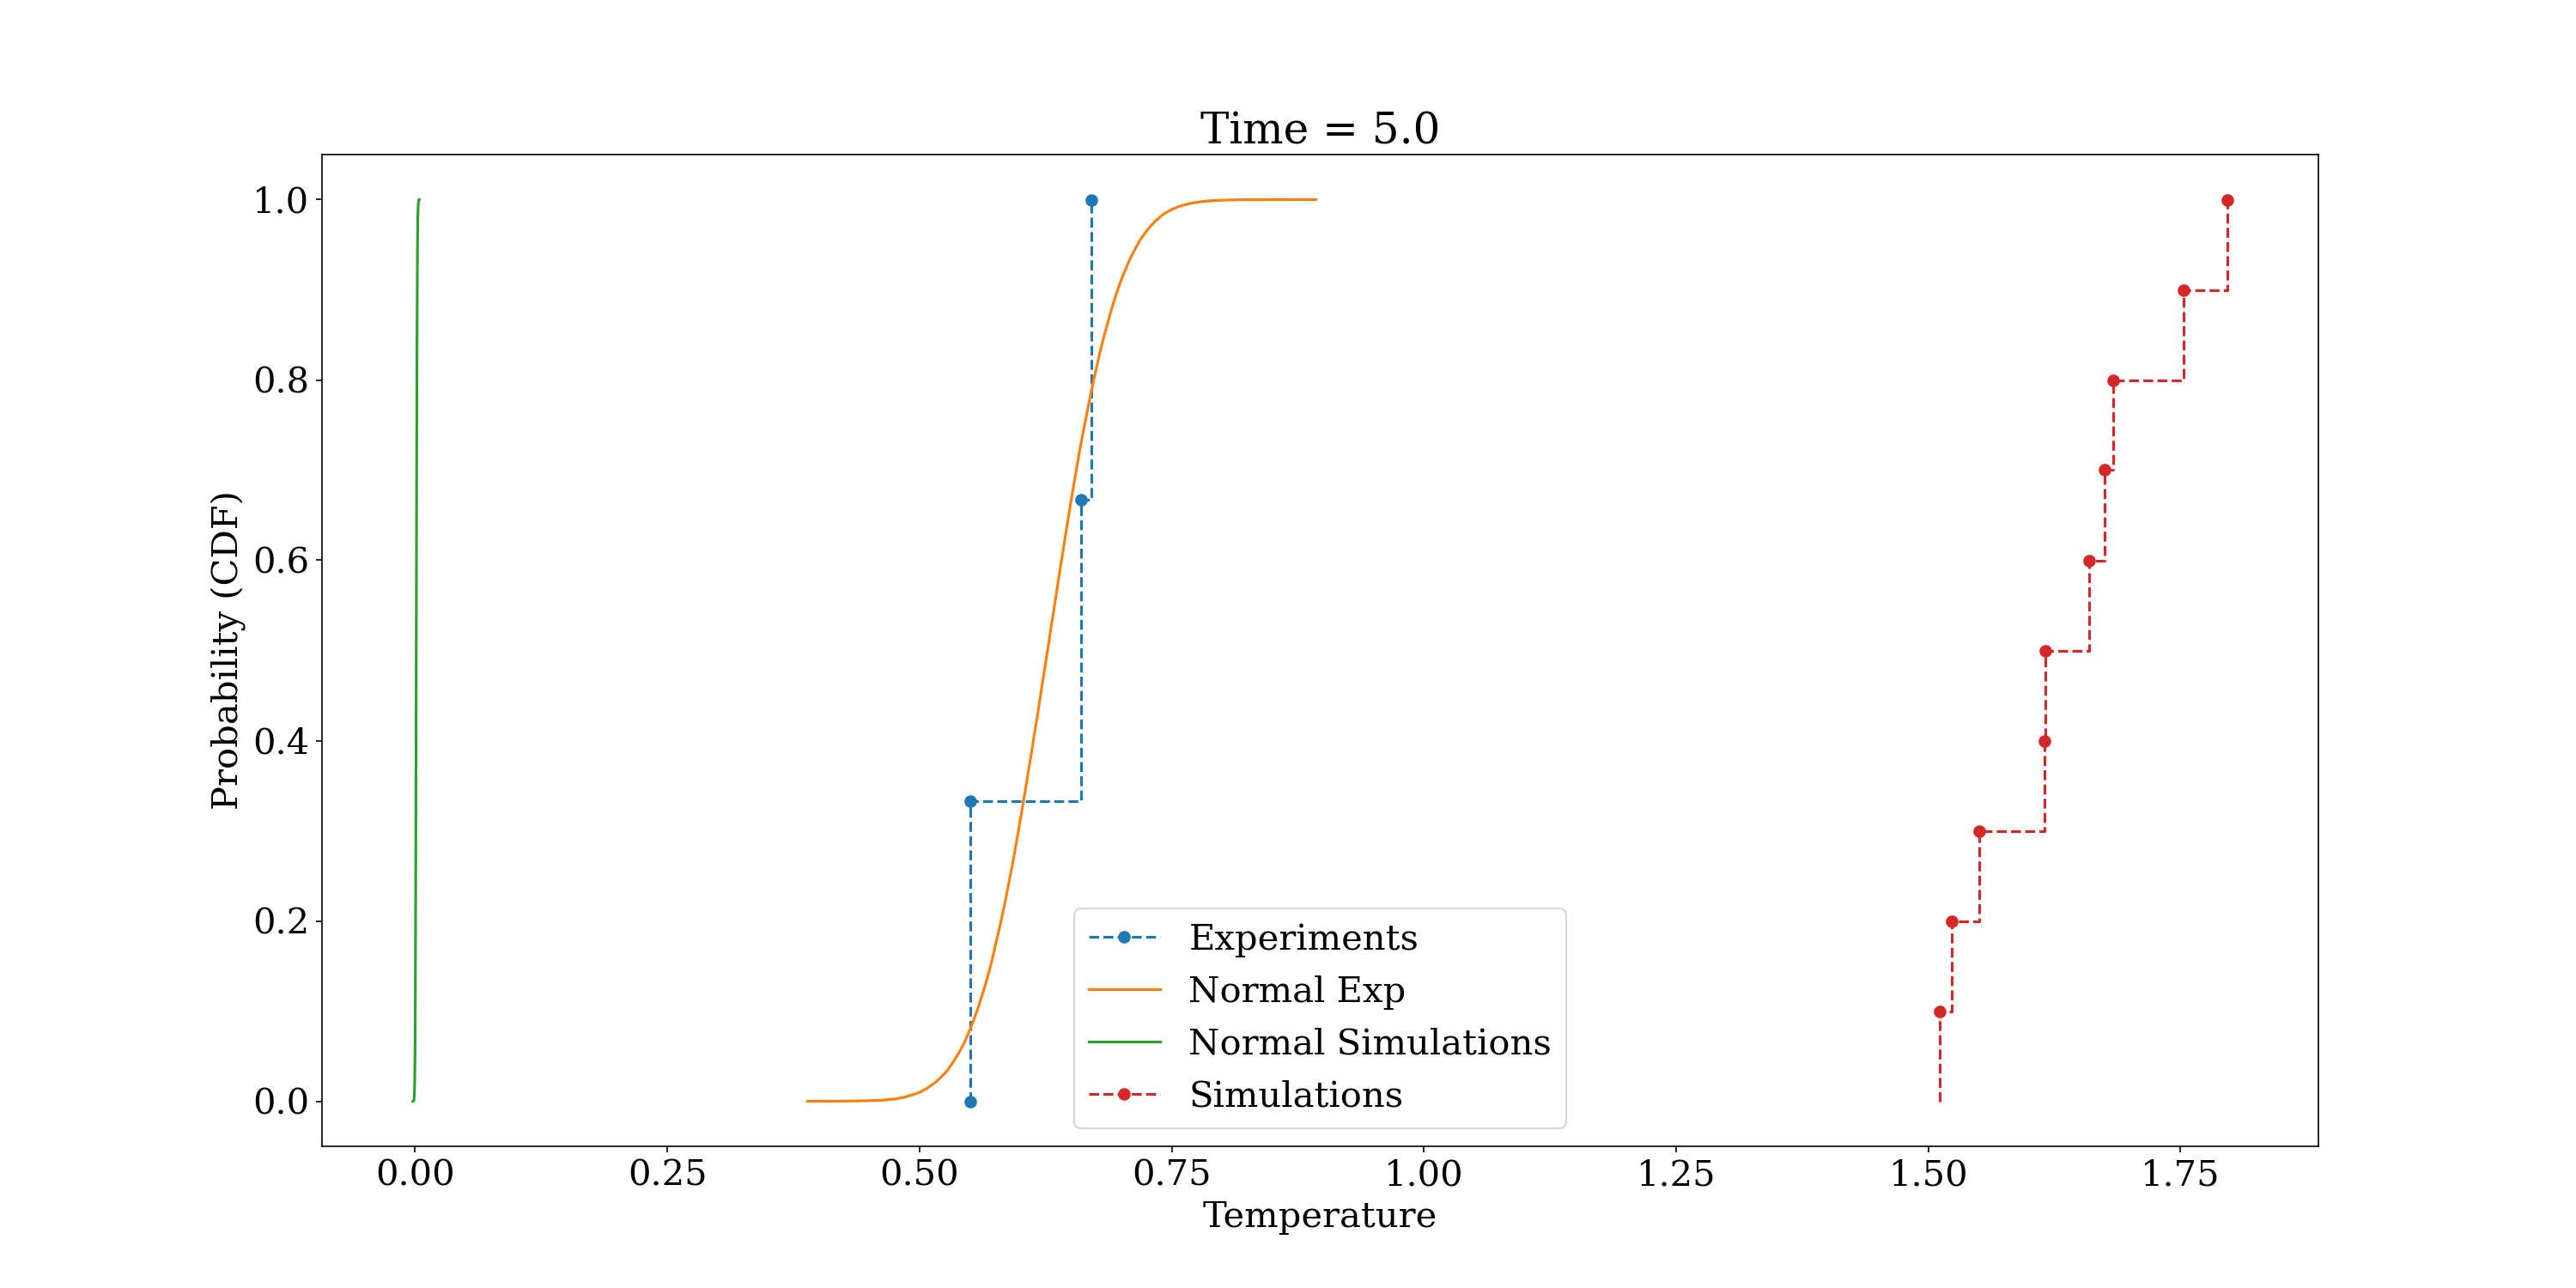 Time = 5.0
Probability (CDF)
1.0
0.8
0.6
0.4
0.2
0.0
Experiments
Normal Exp
Normal Simulations
Simulations
0.00 0.25 0.50 0.75 1.00 1.25 1.50 1.75
Temperature